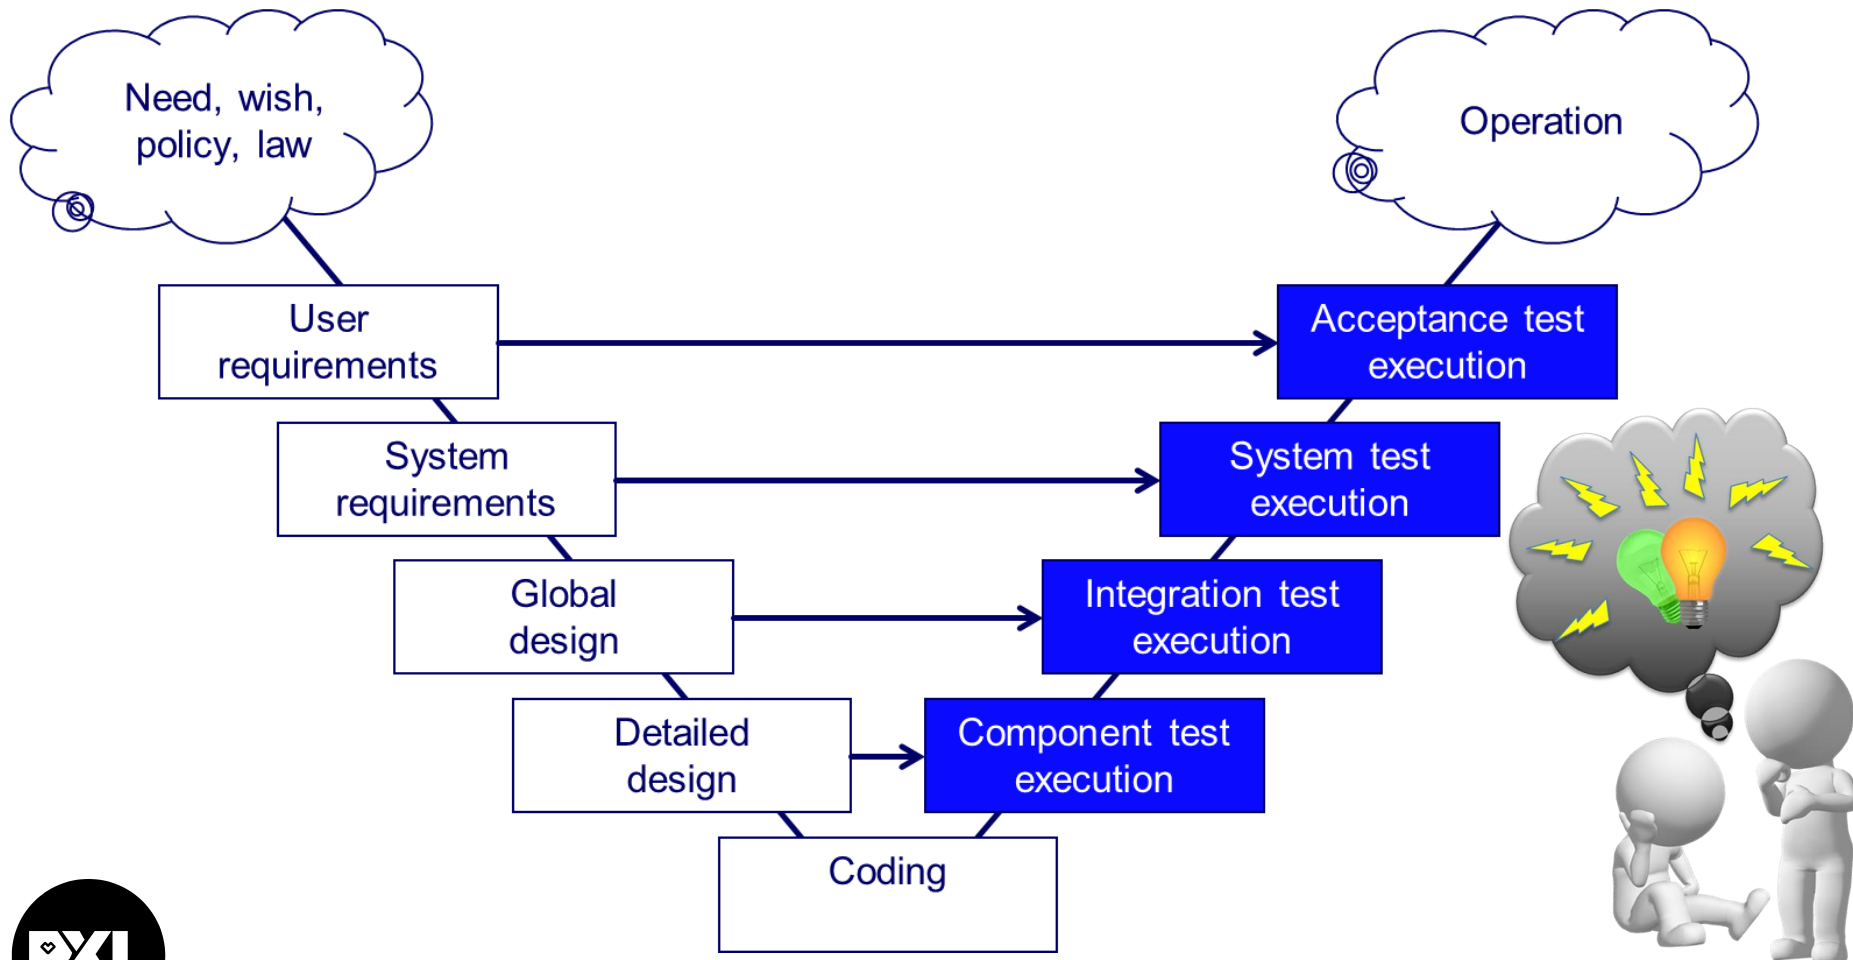 Need, wish,
policy, law
Operation
User
requirements
Acceptance test
execution
System
requirements
System test
execution
Global
design
Integration test
execution
Detailed
design
Component test
execution
Coding
PXL